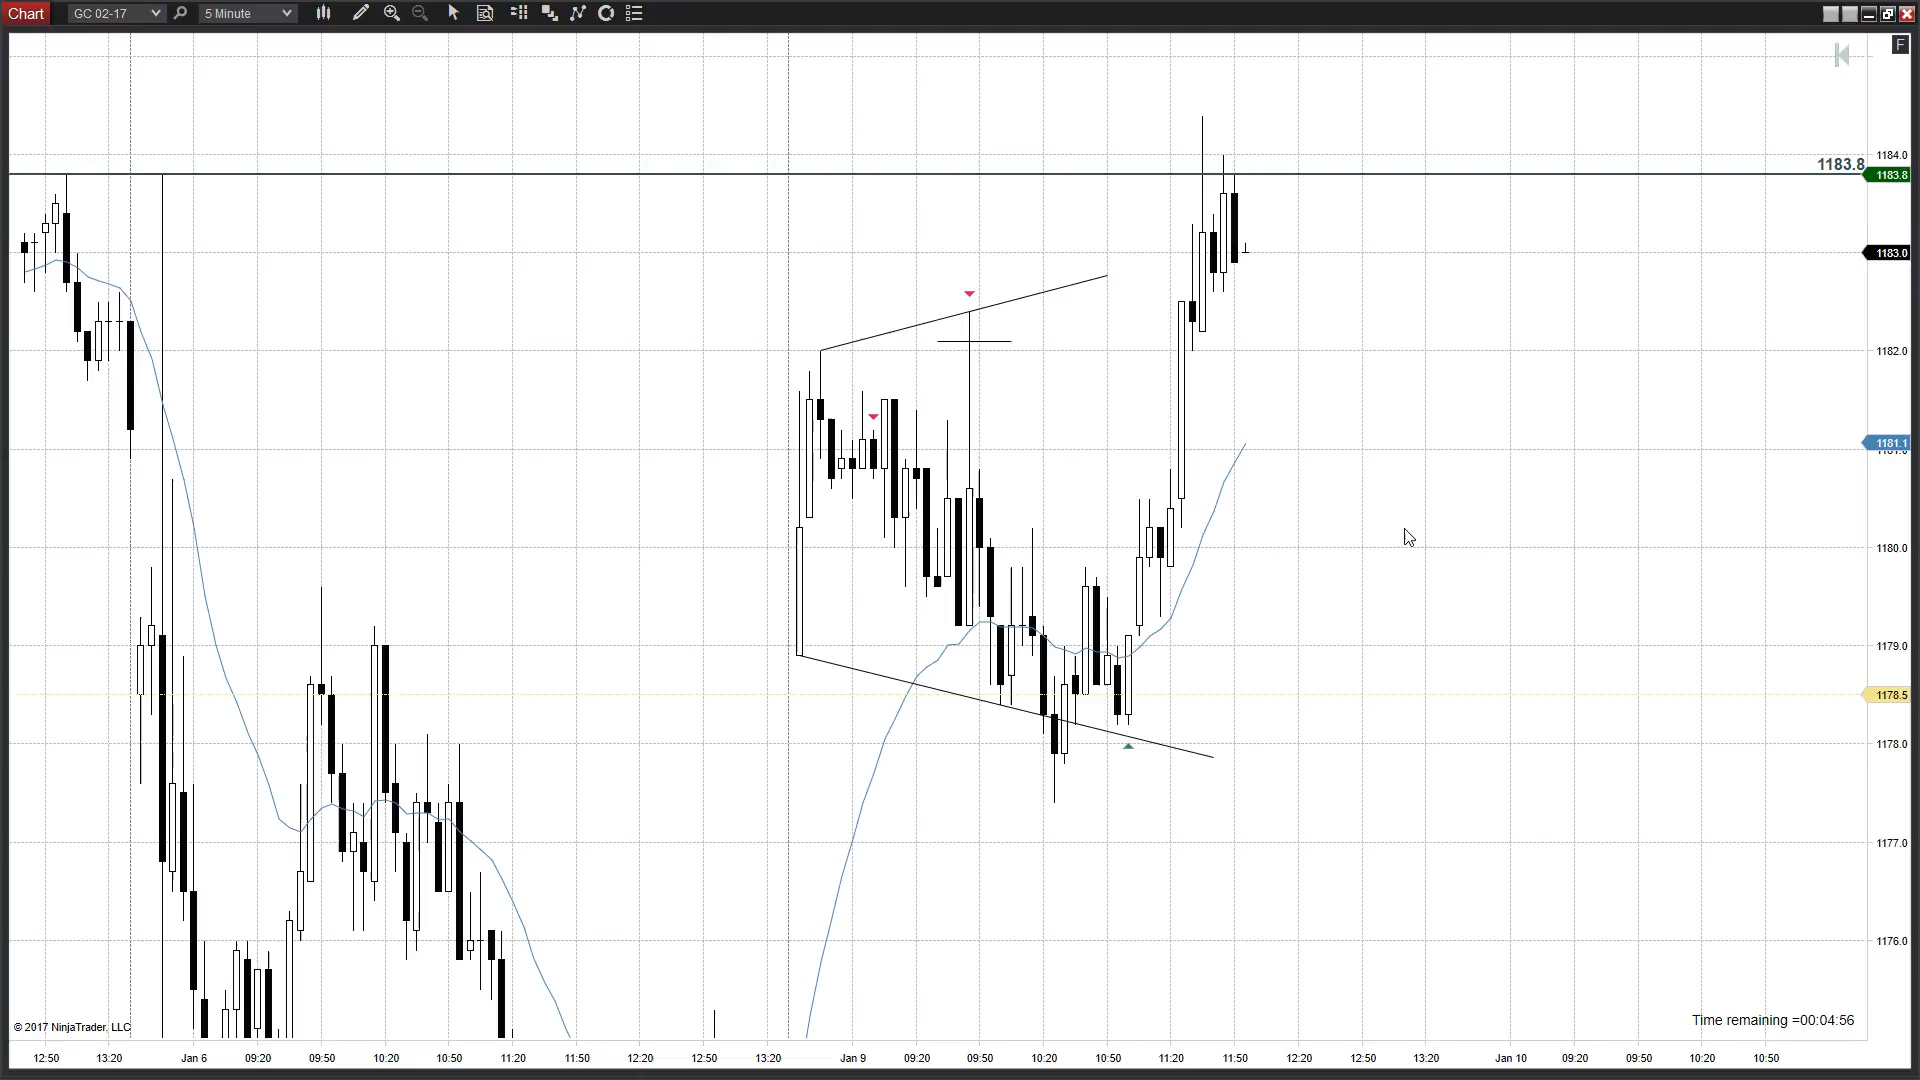 Chart GC 02-17 5 Minute
F
1184.0
1183.8
1183.8
1183.0
1182.0
1181.1
1181.0
1180.0
1179.0
1178.5
1178.0
1177.0
1176.0
Time remaining =00:04:56
© 2017 NinjaTrader, LLC
12:50 13:20 Jan 6 09:20 09:50 10:20 10:50 11:20 11:50 12:20 12:50 13:20 Jan 9 09:20 09:50 10:20 10:50 11:20 11:50 12:20 12:50 13:20 Jan 10 09:20 09:50 10:20 10:50